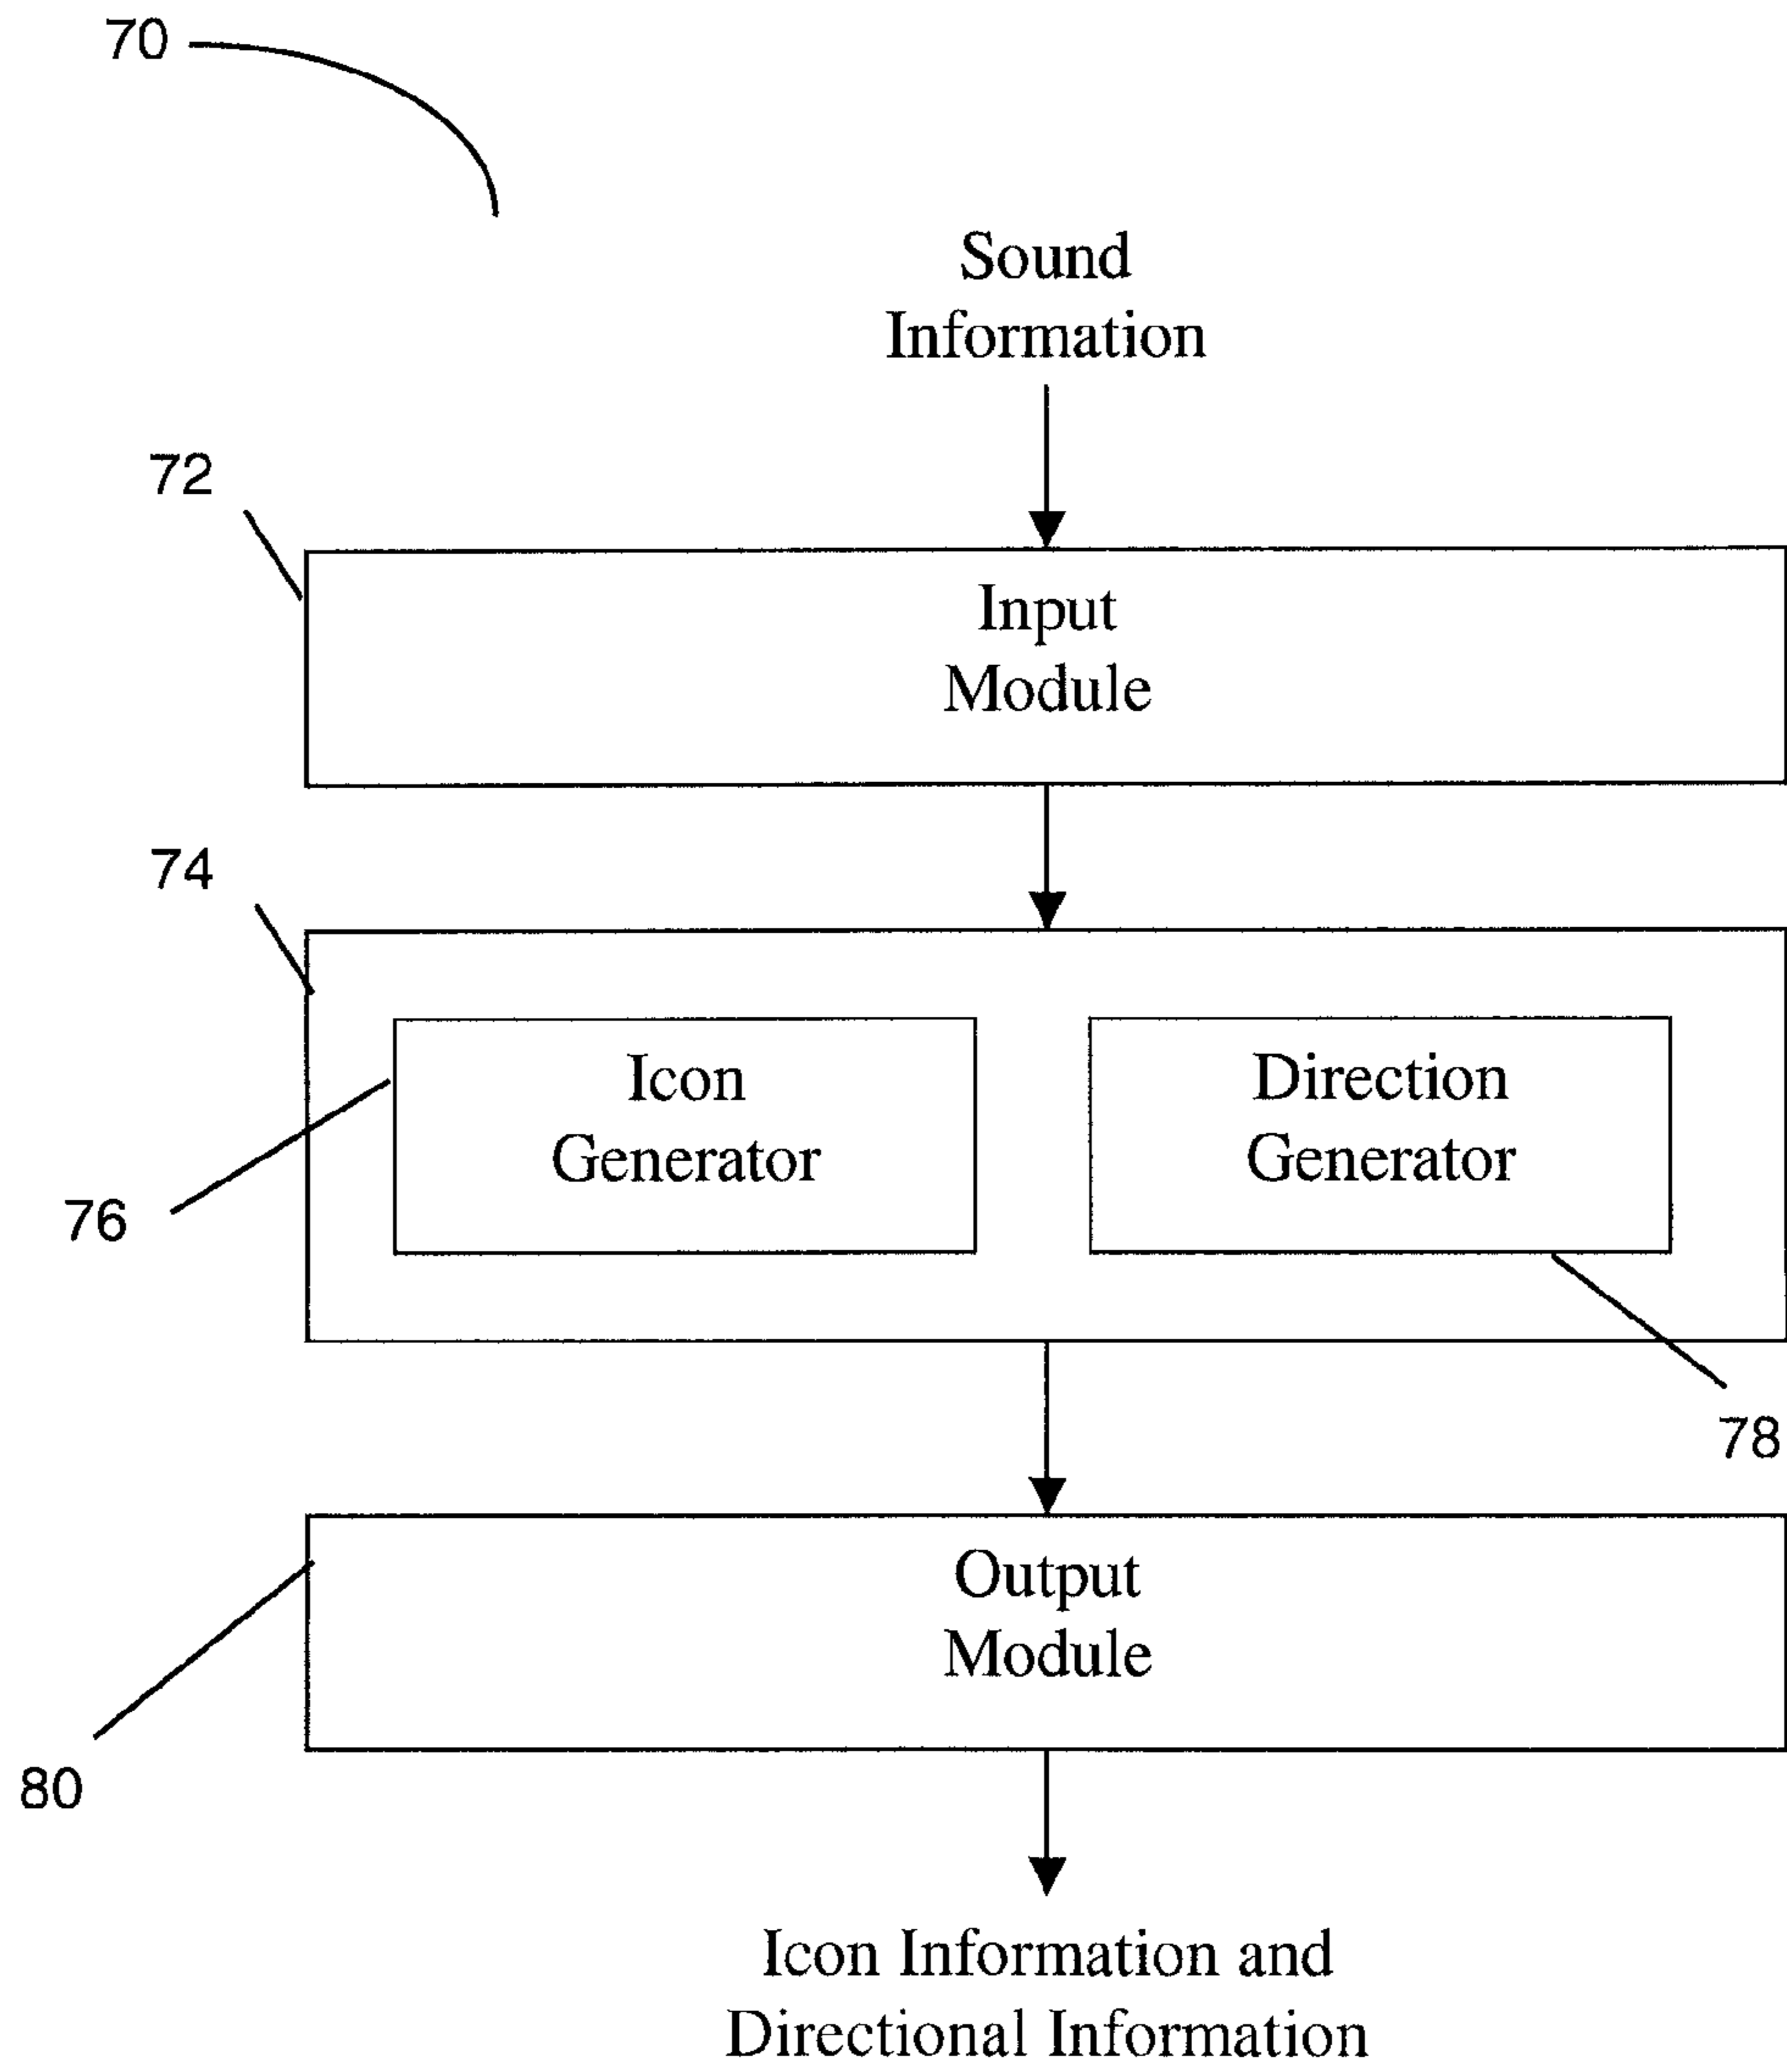 70
Sound
Information
72
Input
Module
74
Icon
Generator
Direction
Generator
76
78
Output
Module
80
Icon Information and
Directional Information